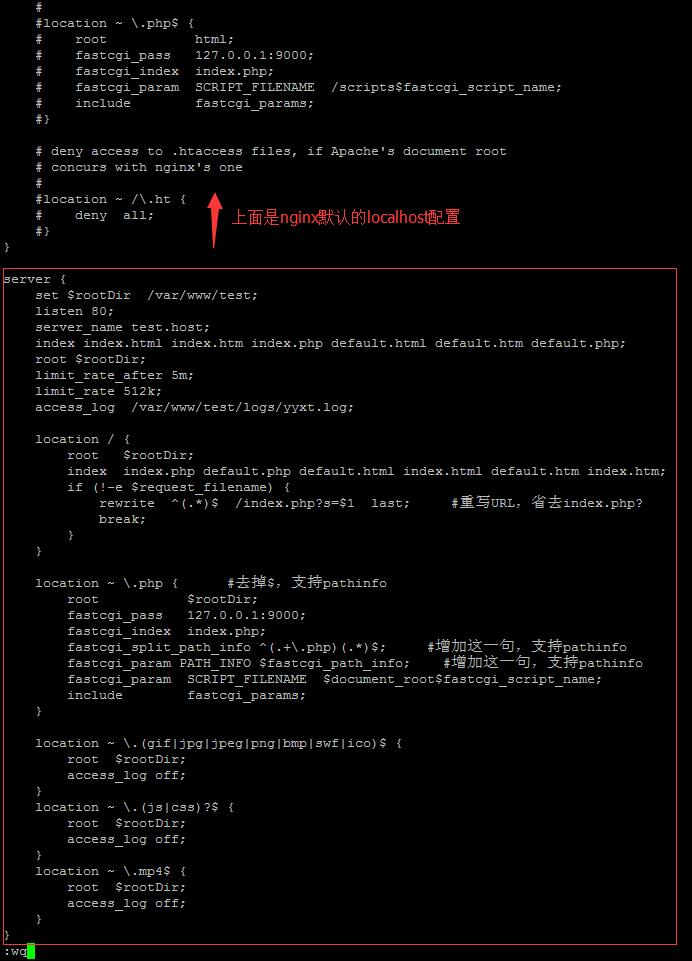 #
    #location ~ \.php$ {
    #    root           html;
    #    fastcgi_pass   127.0.0.1:9000;
    #    fastcgi_index  index.php;
    #    fastcgi_param  SCRIPT_FILENAME  /scripts$fastcgi_script_name;
    #    include        fastcgi_params;
    #}

    # deny access to .htaccess files, if Apache's document root
    # concurs with nginx's one
    #
    #location ~ /\.ht {
    #    deny  all;
上面是nginx默认的localhost配置
    #}
}

server {
    set $rootDir  /var/www/test;
    listen 80;
    server_name test.host;
    index index.html index.htm index.php default.html default.htm default.php;
    root $rootDir;
    limit_rate_after 5m;
    limit_rate 512k;
    access_log  /var/www/test/logs/yyxt.log;

    location / {
        root   $rootDir;
        index  index.php default.php default.html index.html default.htm index.htm;
        if (!-e $request_filename) {
            rewrite  ^(.*)$  /index.php?s=$1  last;     #重写URL，省去index.php?
            break;
        }
    }

    location ~ \.php {      #去掉$，支持pathinfo
        root           $rootDir;
        fastcgi_pass   127.0.0.1:9000;
        fastcgi_index  index.php;
        fastcgi_split_path_info ^(.+\.php)(.*)$;     #增加这一句，支持pathinfo
        fastcgi_param PATH_INFO $fastcgi_path_info;    #增加这一句，支持pathinfo
        fastcgi_param  SCRIPT_FILENAME  $document_root$fastcgi_script_name;
        include        fastcgi_params;
    }

    location ~ \.(gif|jpg|jpeg|png|bmp|swf|ico)$ {
        root  $rootDir;
        access_log off;
    }
    location ~ \.(js|css)?$ {
        root  $rootDir;
        access_log off;
    }
    location ~ \.mp4$ {
        root  $rootDir;
        access_log off;
    }
}
:wq